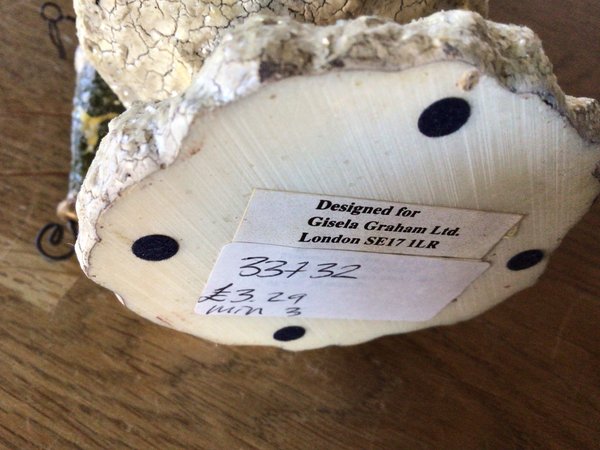 Designed for
Gisela Graham Ltd.
London SE17 1LR
33732
£3.29
min 3